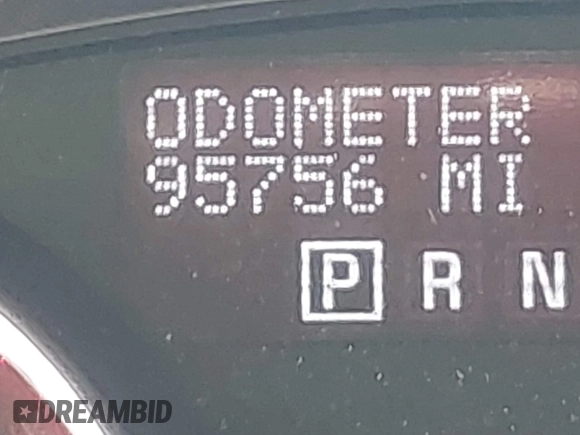 ODOMETER
95756 MI
P R N
DREAMBID